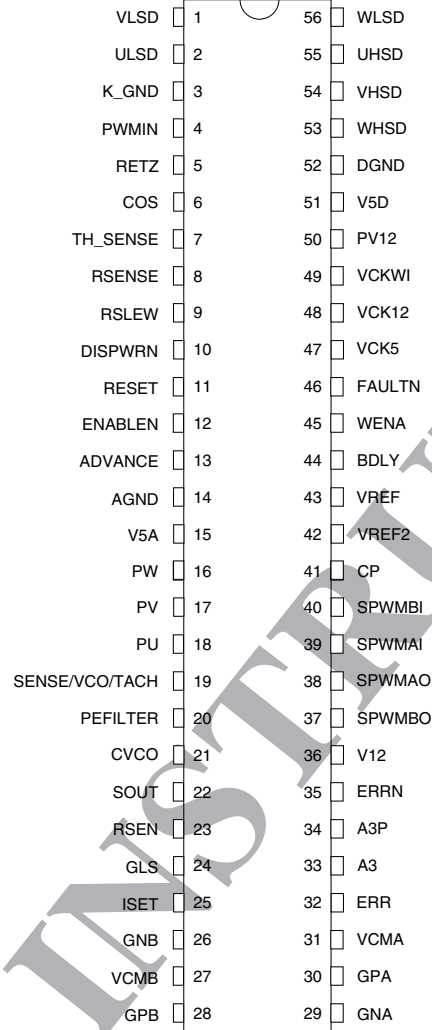 VLSD 1 56 WLSD
ULSD 2 55 UHSD
K_GND 3 54 VHSD
PWMIN 4 53 WHSD
RETZ 5 52 DGND
COS 6 51 V5D
TH_SENSE 7 50 PV12
RSENSE 8 49 VCKWI
RSLEW 9 48 VCK12
DISPWRN 10 47 VCK5
RESET 11 46 FAULTN
ENABLEN 12 45 WENA
ADVANCE 13 44 BDLY
AGND 14 43 VREF
V5A 15 42 VREF2
PW 16 41 CP
PV 17 40 SPWMBI
PU 18 39 SPWMAI
SENSE/VCO/TACH 19 38 SPWMAO
PEFILTER 20 37 SPWMBO
CVCO 21 36 V12
SOUT 22 35 ERRN
RSEN 23 34 A3P
GLS 24 33 A3
ISET 25 32 ERR
GNB 26 31 VCMA
VCMB 27 30 GPA
GPB 28 29 GNA
INSTRU